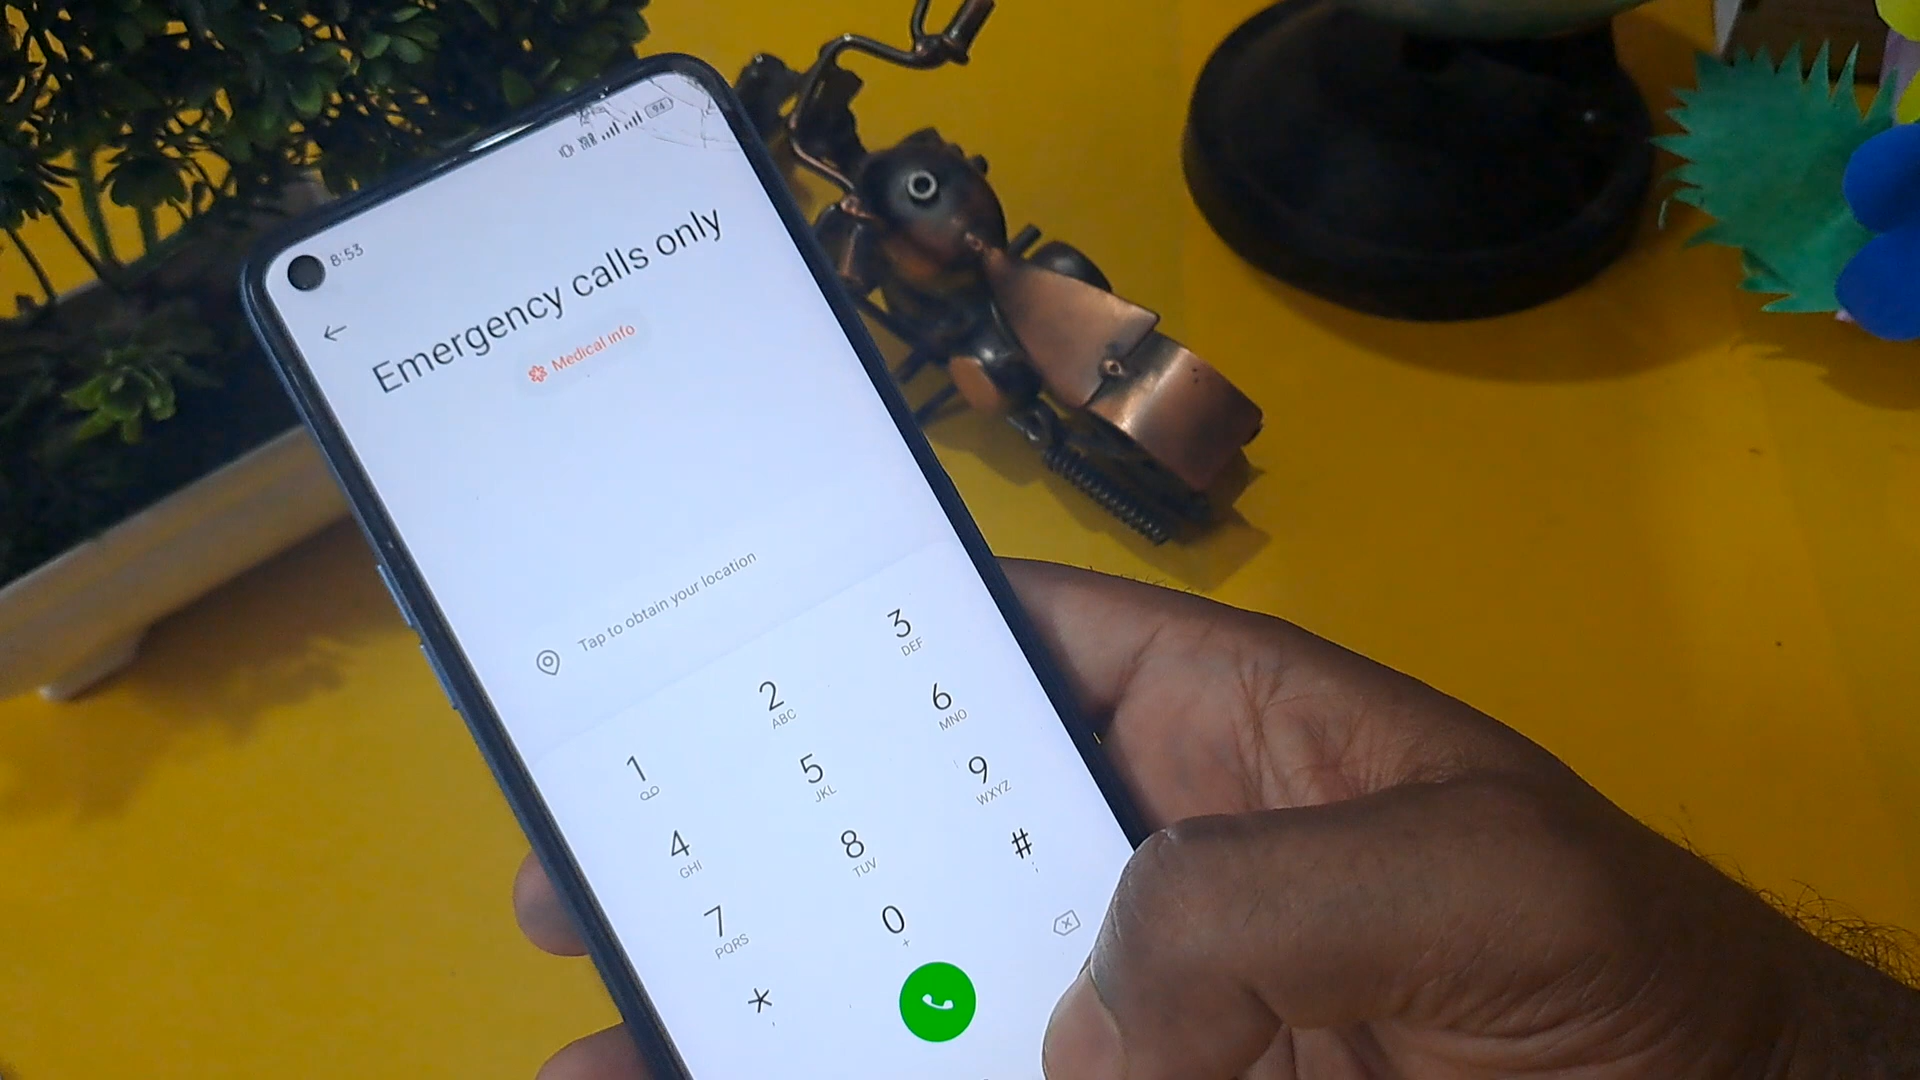 8:53
94
Emergency calls only
Medical info
Tap to obtain your location
1
2 ABC
3 DEF
4 GHI
5 JKL
6 MNO
7 PQRS
8 TUV
9 WXYZ
*
0 +
#